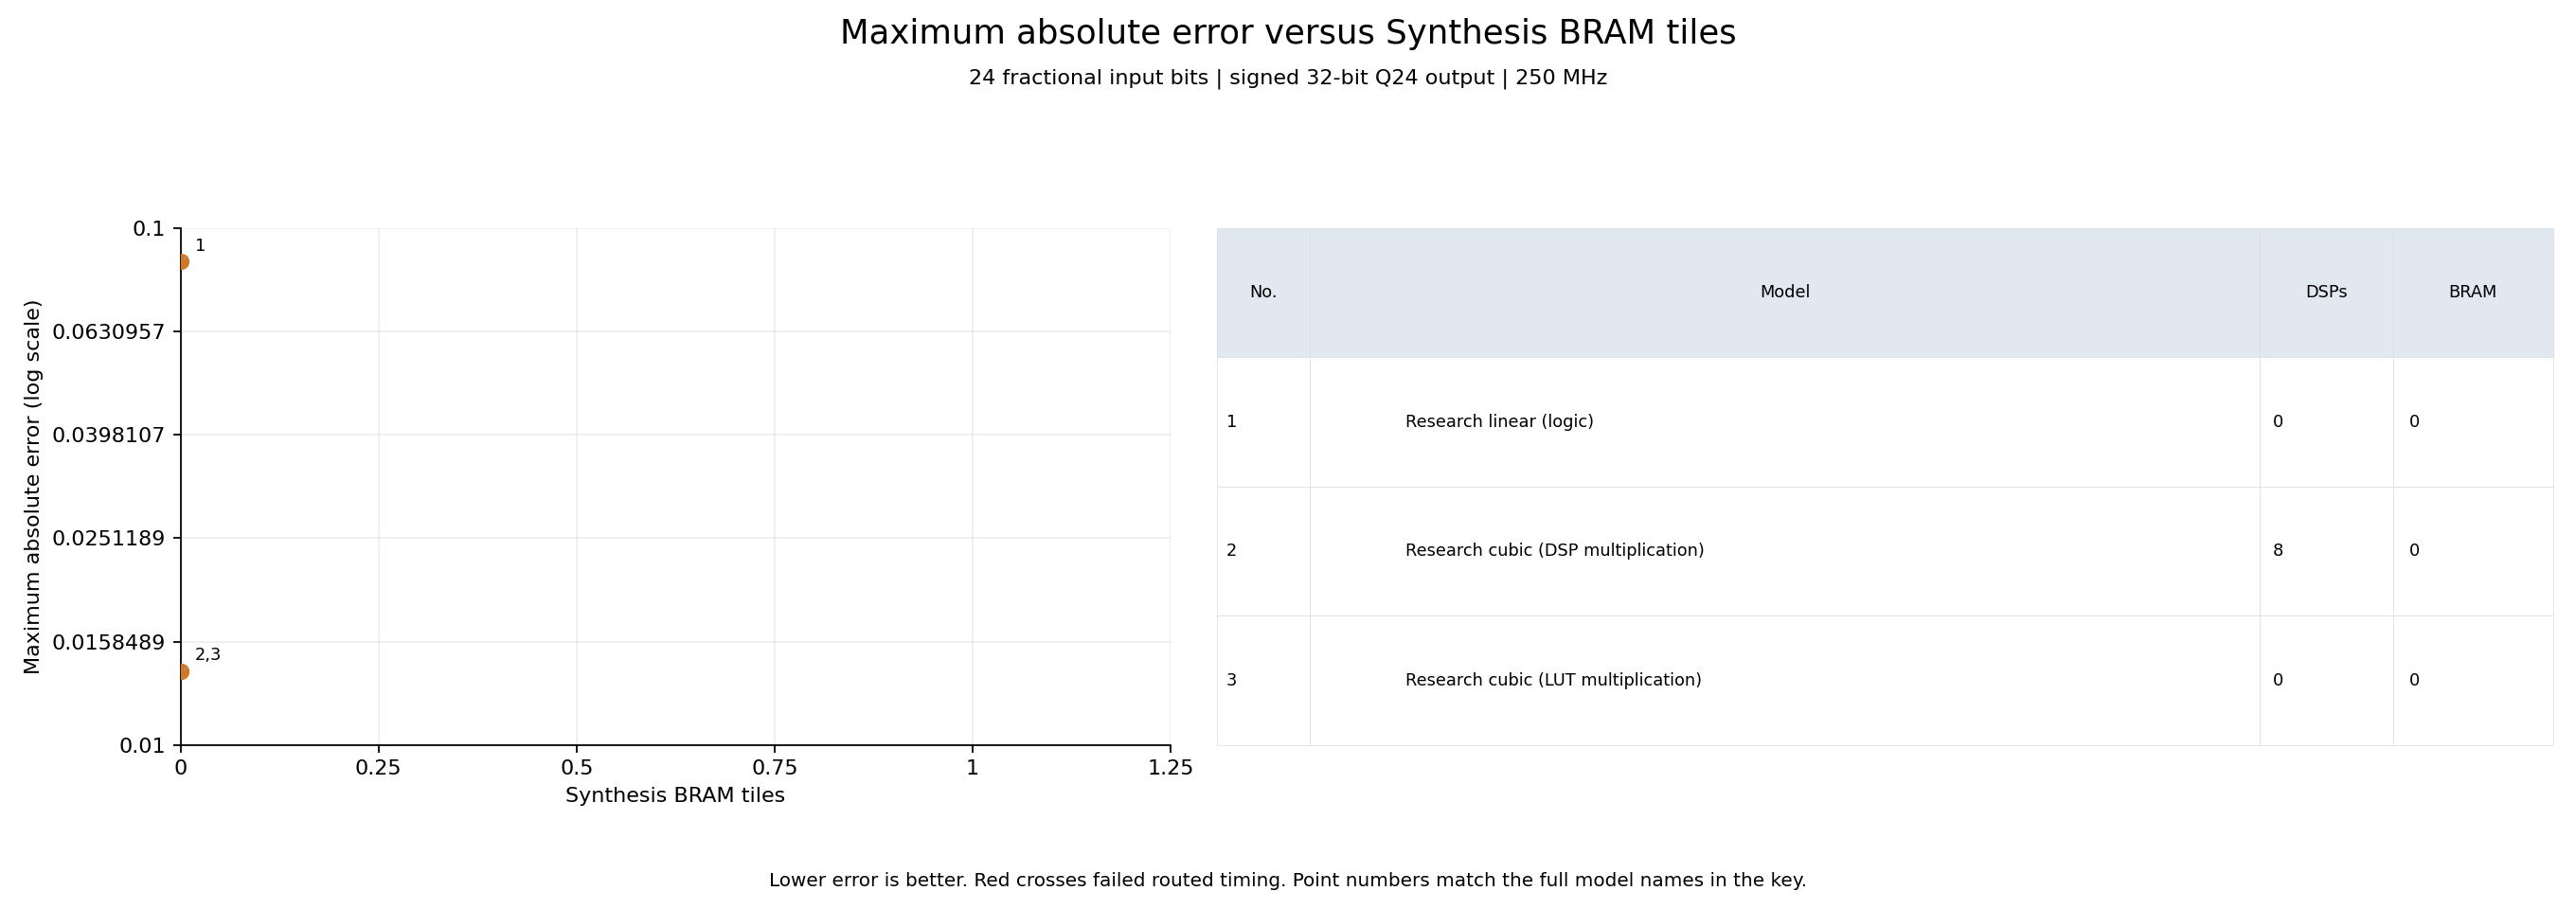 Maximum absolute error versus Synthesis BRAM tiles
24 fractional input bits | signed 32-bit Q24 output | 250 MHz
Maximum absolute error (log scale)
0.1
0.0630957
0.0398107
0.0251189
0.0158489
0.01
1
2,3
0 0.25 0.5 0.75 1 1.25
Synthesis BRAM tiles
No. Model DSPs BRAM
1 Research linear (logic) 0 0
2 Research cubic (DSP multiplication) 8 0
3 Research cubic (LUT multiplication) 0 0
Lower error is better. Red crosses failed routed timing. Point numbers match the full model names in the key.